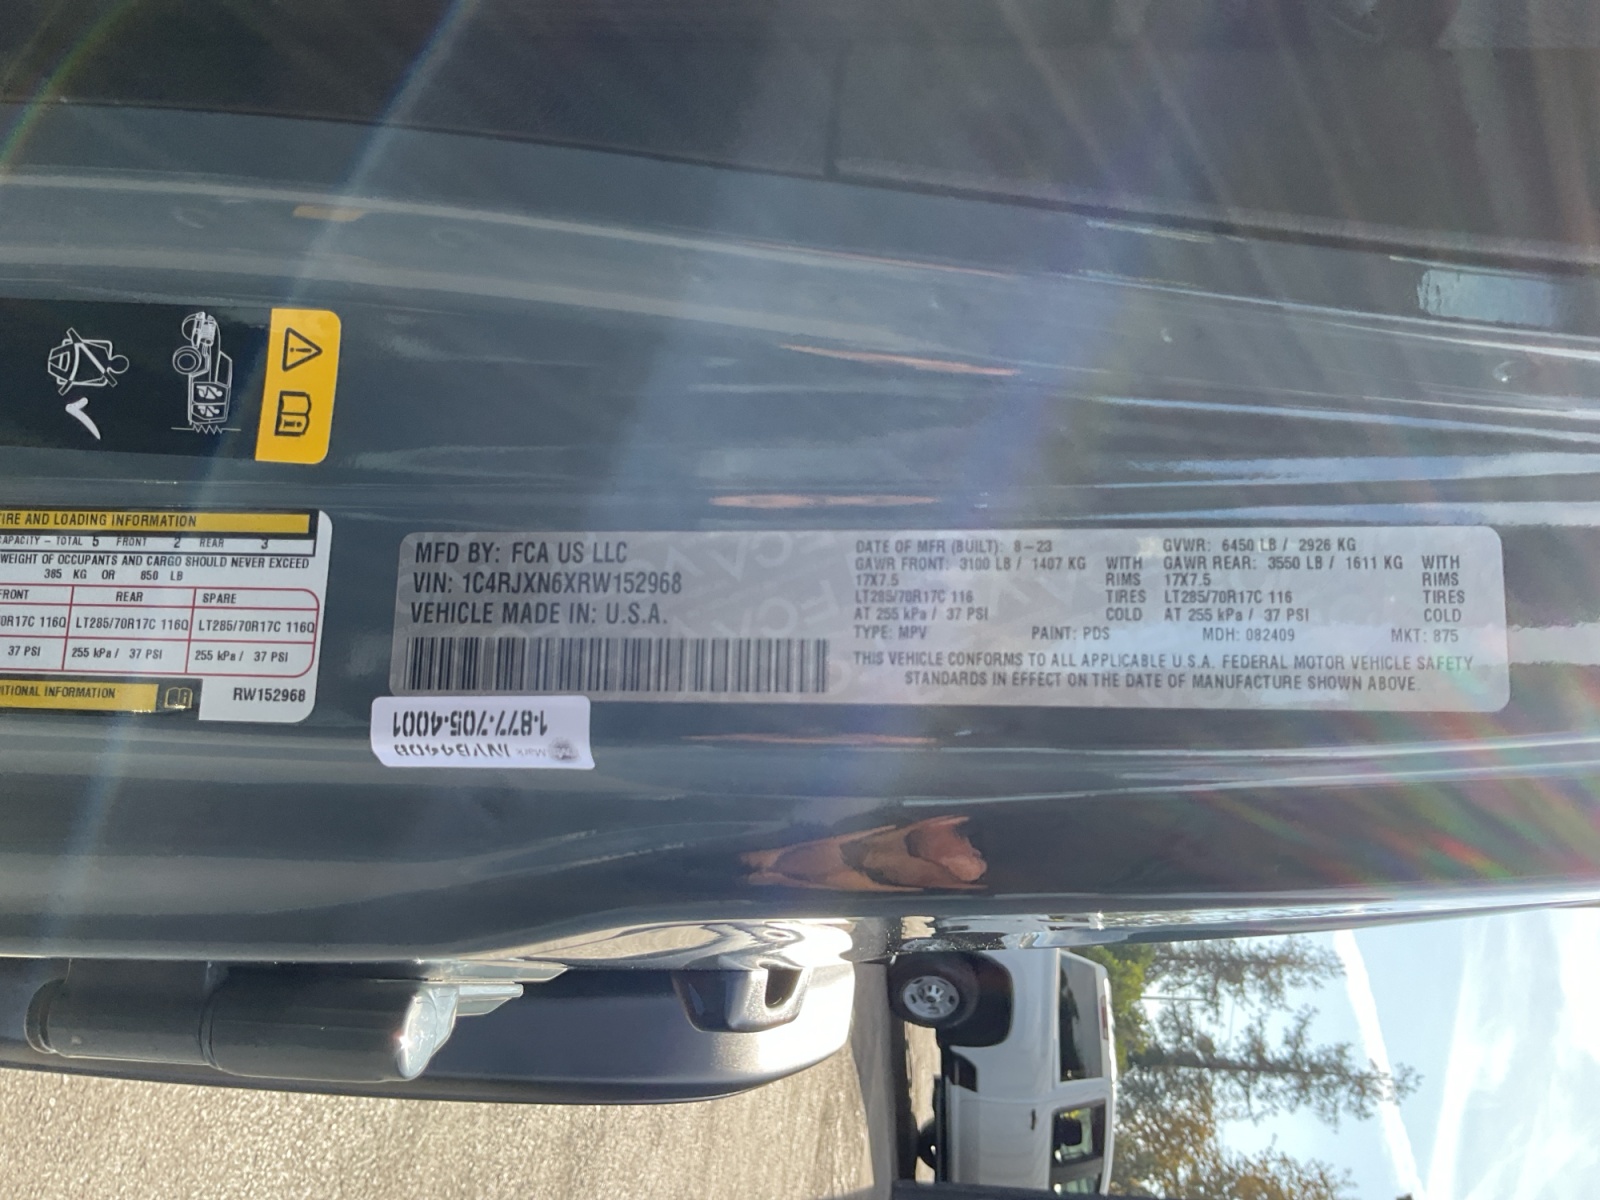 TIRE AND LOADING INFORMATION
CAPACITY – TOTAL 5 FRONT 2 REAR 3
WEIGHT OF OCCUPANTS AND CARGO SHOULD NEVER EXCEED
385 KG OR 850 LB
FRONT REAR SPARE
0R17C 116Q LT285/70R17C 116Q LT285/70R17C 116Q
37 PSI 255 kPa / 37 PSI 255 kPa / 37 PSI
INFORMATION
RW152968
MFD BY: FCA US LLC
VIN: 1C4RJXN6XRW152968
VEHICLE MADE IN: U.S.A.
DATE OF MFR (BUILT): 8-23 GVWR: 6450 LB / 2926 KG
GAWR FRONT: 3100 LB / 1407 KG WITH GAWR REAR: 3550 LB / 1611 KG WITH
17X7.5 RIMS 17X7.5 RIMS
LT285/70R17C 116 TIRES LT285/70R17C 116 TIRES
AT 255 kPa / 37 PSI COLD AT 255 kPa / 37 PSI COLD
TYPE: MPV PAINT: PDS MDH: 082409 MKT: 875
THIS VEHICLE CONFORMS TO ALL APPLICABLE U.S.A. FEDERAL MOTOR VEHICLE SAFETY
STANDARDS IN EFFECT ON THE DATE OF MANUFACTURE SHOWN ABOVE.
1-877-705-4001